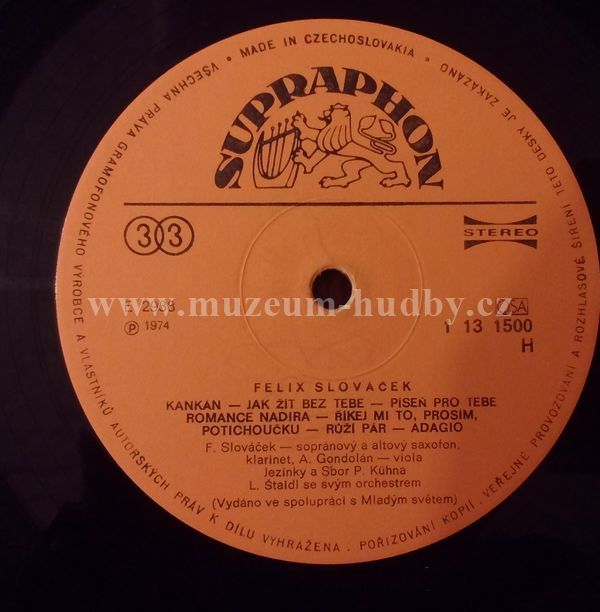 VŠECHNA PRÁVA GRAMOFONOVÉHO VÝROBCE A VLASTNÍKŮ AUTORSKÝCH PRÁV K DÍLU VYHRAŽENA . POŘIZOVÁNÍ KOPIÍ, VEŘEJNÉ PROVOZOVÁNÍ A ROZHLASOVÉ ŠÍŘENÍ TÉTO DESKY JE ZAKÁZÁNO
• MADE IN CZECHOSLOVAKIA •
SUPRAPHON
33
STEREO
www.muzeum-hudby.cz
OSA
℗ 1974
1 13 1500
H
FELIX SLOVÁČEK
KANKÁN — JAK ŽÍT BEZ TEBE — PÍSEŇ PRO TEBE
ROMANCE NADIRA — ŘÍKEJ MI TO, PROSÍM,
POTICHOUČKU — RŮŽÍ PÁR — ADAGIO
F. Slováček — sopránový a altový saxofon,
klarinet, A. Gondolán — viola
Jezinky a Sbor P. Kühna
L. Štaidl se svým orchestrem
(Vydáno ve spolupráci s Mladým světem)